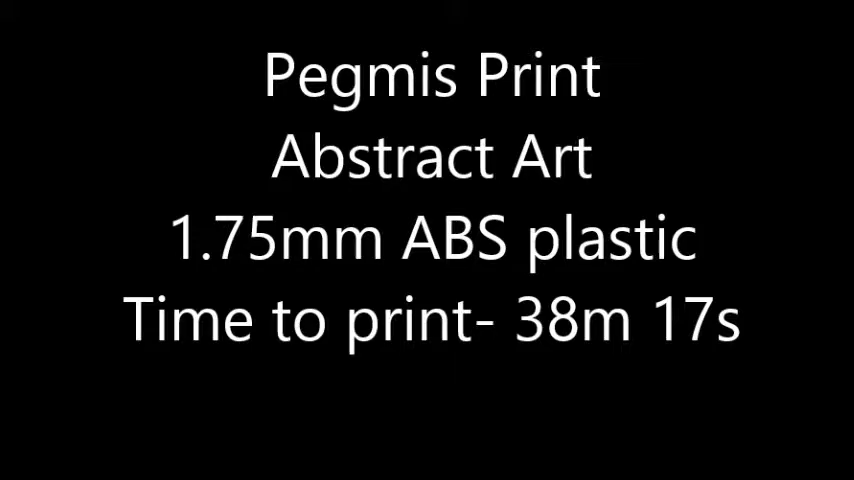 Pegmis Print
Abstract Art
1.75mm ABS plastic
Time to print- 38m 17s